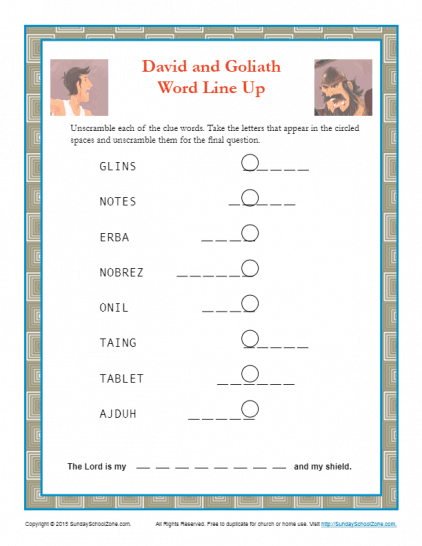 David and Goliath
Word Line Up
Unscramble each of the clue words. Take the letters that appear in the circled
spaces and unscramble them for the final question.
GLINS
NOTES
ERBA
NOBREZ
ONIL
TAING
TABLET
AJDUH
The Lord is my _ _ _ _ _ _ _ _ and my shield.
Copyright © 2015 SundaySchoolZone.com. All Rights Reserved. Free to duplicate for church or home use. Visit http://SundaySchoolZone.com